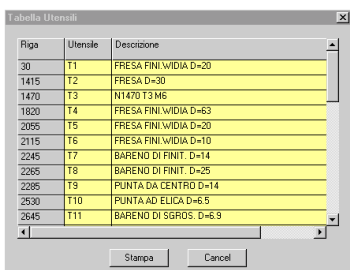 Tabella Utensili
Riga Utensile Descrizione
30 T1 FRESA FINI.WIDIA D=20
1415 T2 FRESA D=30
1470 T3 N1470 T3 M6
1820 T4 FRESA FINI.WIDIA D=63
2055 T5 FRESA FINI.WIDIA D=20
2115 T6 FRESA FINI.WIDIA D=10
2245 T7 BARENO DI FINIT. D=14
2265 T8 BARENO DI FINIT. D=25
2285 T9 PUNTA DA CENTRO D=14
2530 T10 PUNTA AD ELICA D=6.5
2645 T11 BARENO DI SGROS. D=6.9
Stampa Cancel